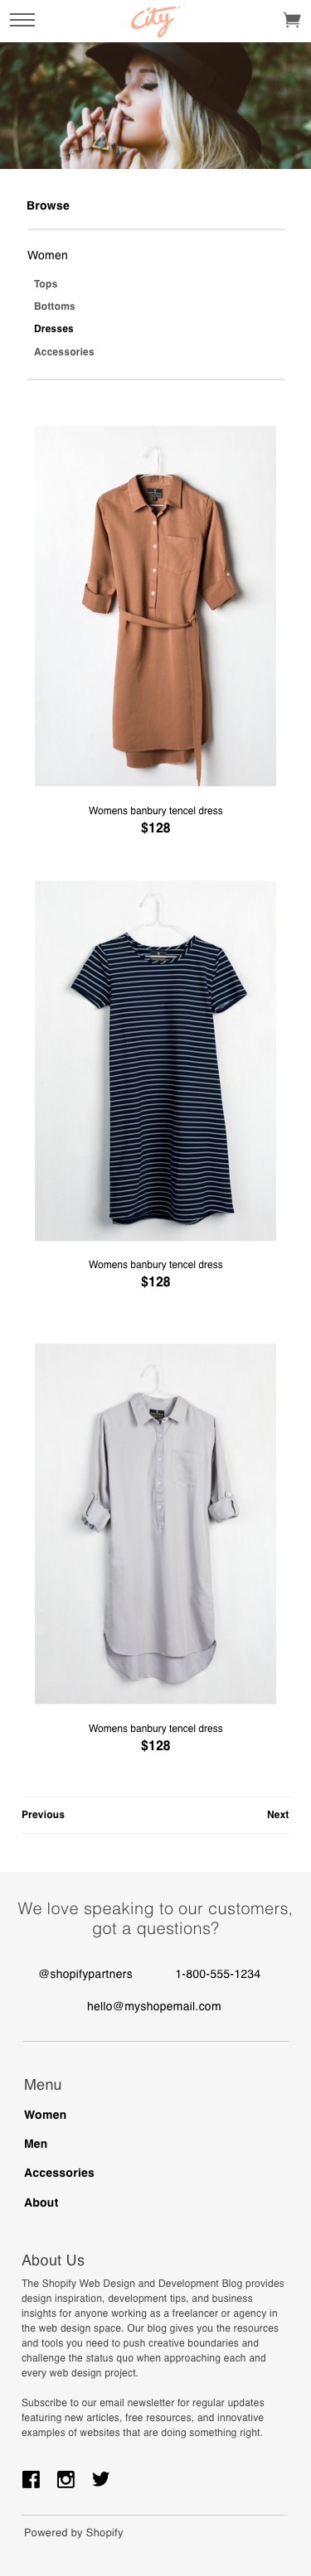 City
Browse
Women
Tops
Bottoms
Dresses
Accessories
Womens banbury tencel dress
$128
Womens banbury tencel dress
$128
Womens banbury tencel dress
$128
Previous Next
We love speaking to our customers,
got a questions?
@shopifypartners 1-800-555-1234
hello@myshopemail.com
Menu
Women
Men
Accessories
About
About Us
The Shopify Web Design and Development Blog provides
design inspiration, development tips, and business
insights for anyone working as a freelancer or agency in
the web design space. Our blog gives you the resources
and tools you need to push creative boundaries and
challenge the status quo when approaching each and
every web design project.
Subscribe to our email newsletter for regular updates
featuring new articles, free resources, and innovative
examples of websites that are doing something right.
Powered by Shopify